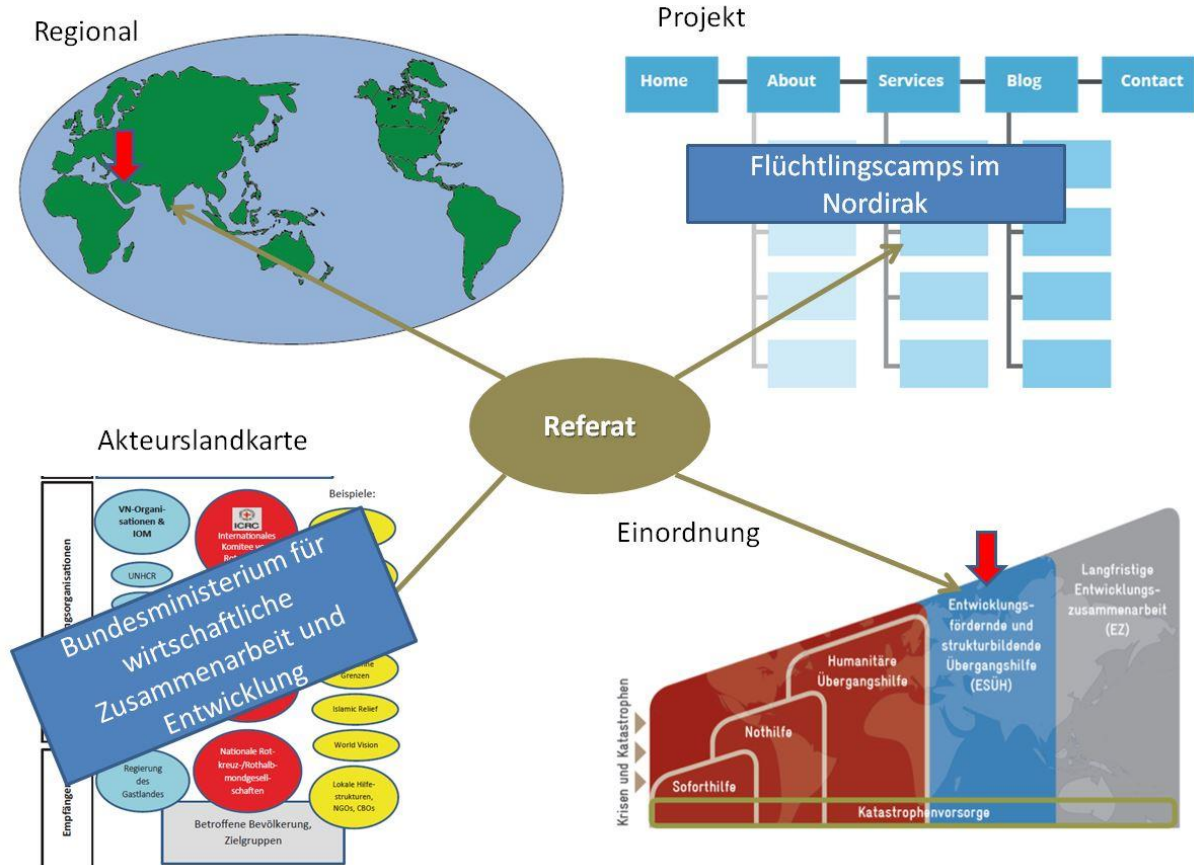 Regional
Projekt
Home
About
Services
Blog
Contact
Flüchtlingscamps im
Nordirak
Referat
Akteurslandkarte
Beispiele:
VN-Organi-
sationen &
IOM
ICRC
Internationales
Komitee
UNHCR
Bundesministerium für
wirtschaftliche
Zusammenarbeit und
Entwicklung
Grenzen
Islamic Relief
World Vision
Regierung
des
Gastlandes
Nationale Rot-
kreuz-/Rothalb-
mondgesell-
schaften
Lokale Hilfe-
strukturen,
NGOs, CBOs
Betroffene Bevölkerung,
Zielgruppen
Einordnung
Krisen und Katastrophen
Soforthilfe
Nothilfe
Humanitäre
Übergangshilfe
Entwicklungs-
fördernde und
strukturbildende
Übergangshilfe
(ESÜH)
Langfristige
Entwicklungs-
zusammenarbeit
(EZ)
Katastrophenvorsorge